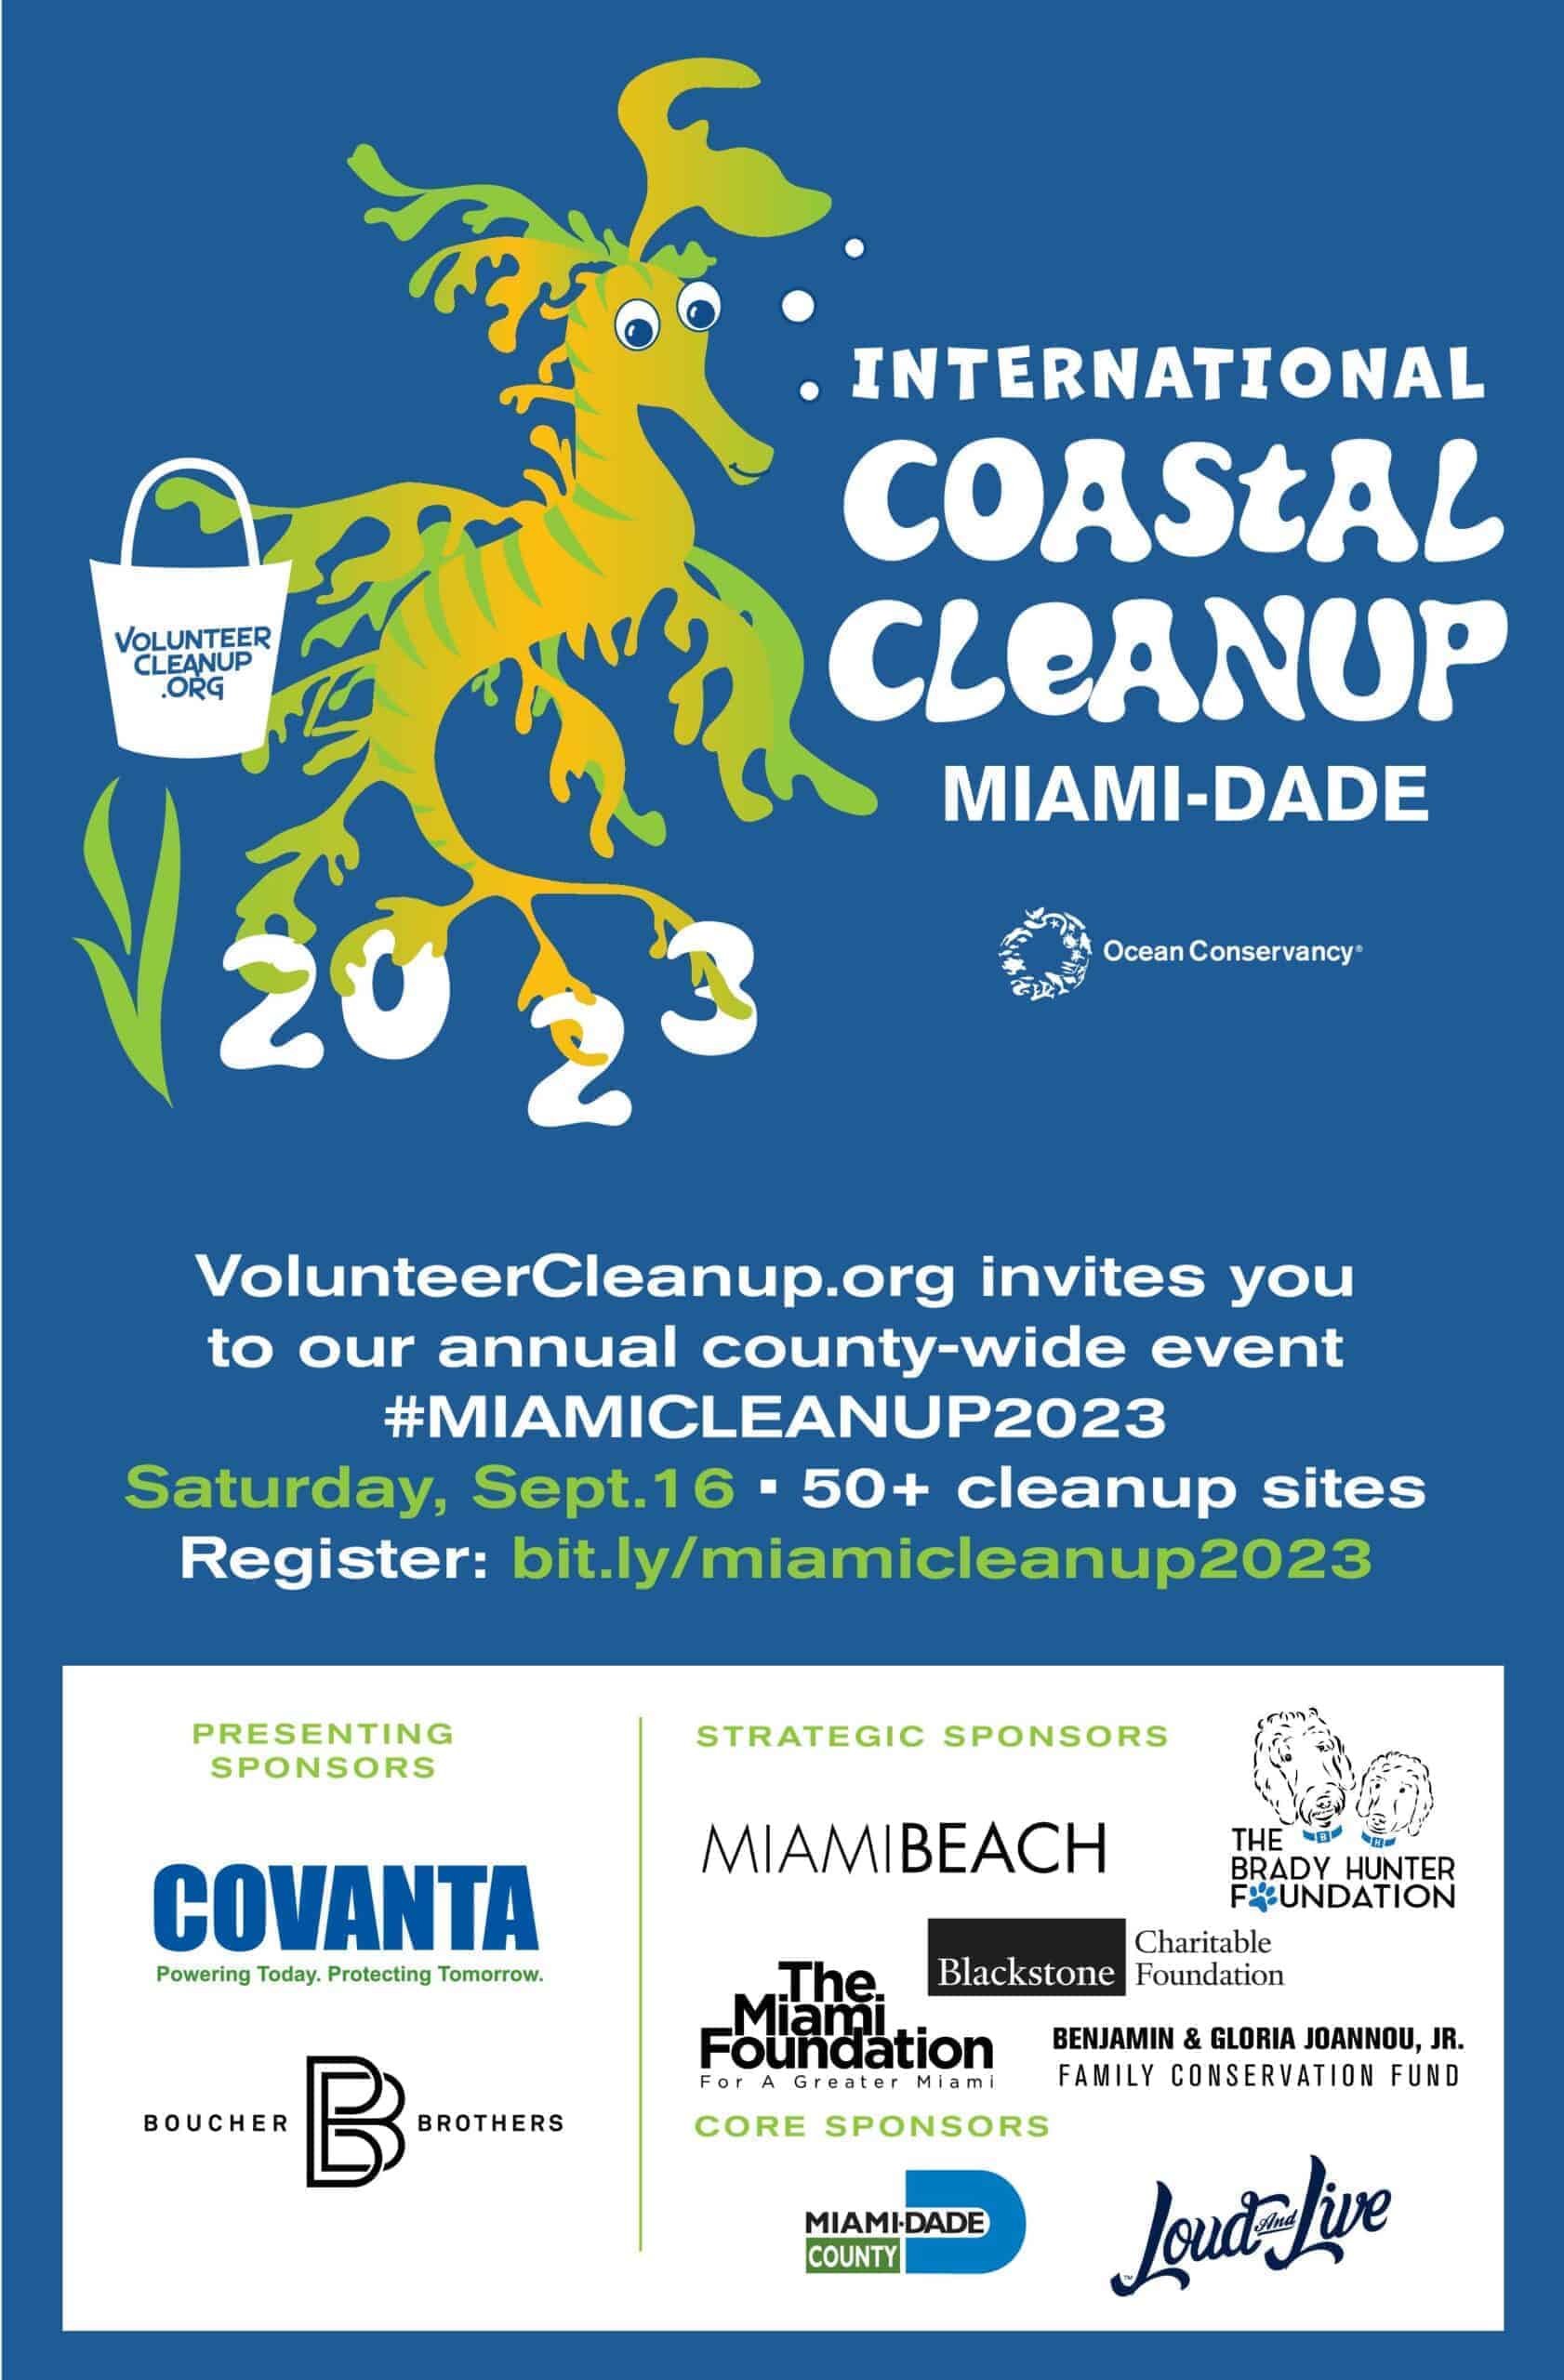 INTERNATIONAL
COAStAL
CLeANUP
MIAMI-DADE
VOLUNTEER
CLEANUP
.ORG
2023
Ocean Conservancy®
VolunteerCleanup.org invites you
to our annual county-wide event
#MIAMICLEANUP2023
Saturday, Sept.16 ▪ 50+ cleanup sites
Register: bit.ly/miamicleanup2023
PRESENTING
SPONSORS
COVANTA
Powering Today. Protecting Tomorrow.
BOUCHER B BROTHERS
STRATEGIC SPONSORS
MIAMIBEACH
B H
THE
BRADY HUNTER
FOUNDATION
Blackstone
Charitable
Foundation
The
Miami
Foundation
For A Greater Miami
BENJAMIN & GLORIA JOANNOU, JR.
FAMILY CONSERVATION FUND
CORE SPONSORS
MIAMI·DADE
COUNTY
Loud And Live
TM